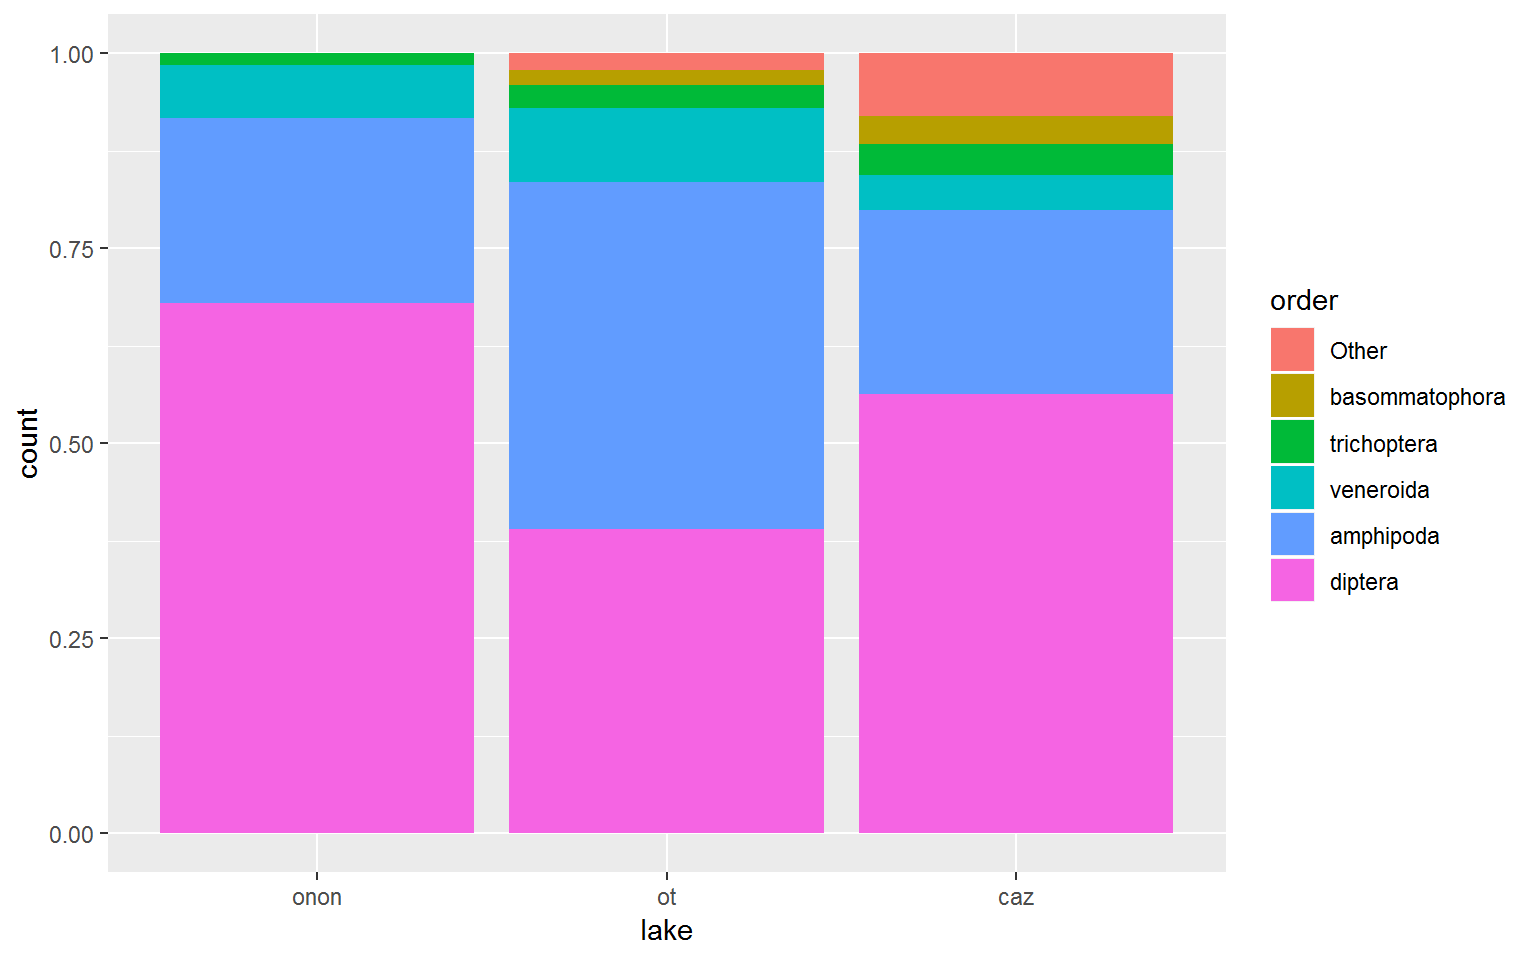 1.00
0.75
0.50
0.25
0.00
count
onon
ot
caz
lake
order
Other
basommatophora
trichoptera
veneroida
amphipoda
diptera